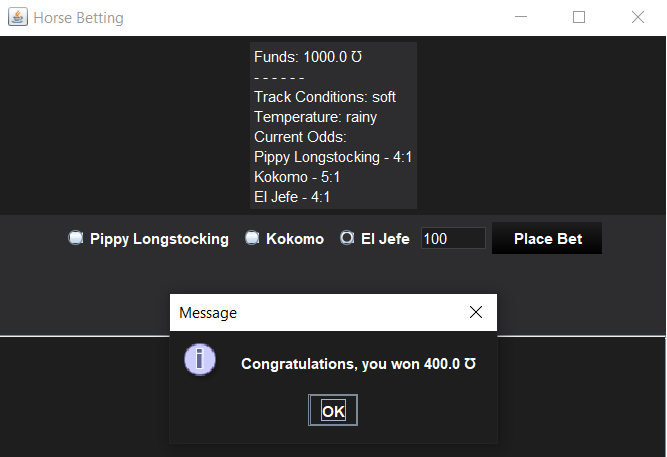 Horse Betting
Funds: 1000.0 ℧
- - - - - -
Track Conditions: soft
Temperature: rainy
Current Odds:
Pippy Longstocking - 4:1
Kokomo - 5:1
El Jefe - 4:1
Pippy Longstocking Kokomo El Jefe 100 Place Bet
Message
i Congratulations, you won 400.0 ℧
OK